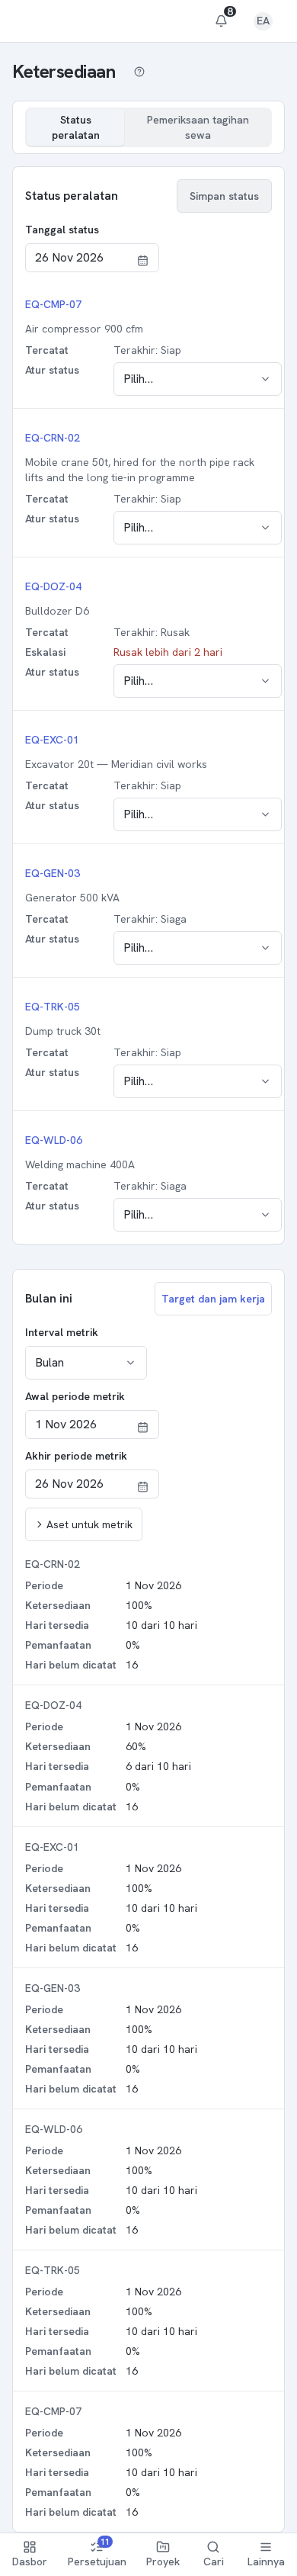 8
EA
Ketersediaan
Status
peralatan
Pemeriksaan tagihan
sewa
Status peralatan
Simpan status
Tanggal status
26 Nov 2026
EQ-CMP-07
Air compressor 900 cfm
Tercatat Terakhir: Siap
Atur status Pilih...
EQ-CRN-02
Mobile crane 50t, hired for the north pipe rack
lifts and the long tie-in programme
Tercatat Terakhir: Siap
Atur status Pilih...
EQ-DOZ-04
Bulldozer D6
Tercatat Terakhir: Rusak
Eskalasi Rusak lebih dari 2 hari
Atur status Pilih...
EQ-EXC-01
Excavator 20t — Meridian civil works
Tercatat Terakhir: Siap
Atur status Pilih...
EQ-GEN-03
Generator 500 kVA
Tercatat Terakhir: Siaga
Atur status Pilih...
EQ-TRK-05
Dump truck 30t
Tercatat Terakhir: Siap
Atur status Pilih...
EQ-WLD-06
Welding machine 400A
Tercatat Terakhir: Siaga
Atur status Pilih...
Bulan ini
Target dan jam kerja
Interval metrik
Bulan
Awal periode metrik
1 Nov 2026
Akhir periode metrik
26 Nov 2026
Aset untuk metrik
EQ-CRN-02
Periode 1 Nov 2026
Ketersediaan 100%
Hari tersedia 10 dari 10 hari
Pemanfaatan 0%
Hari belum dicatat 16
EQ-DOZ-04
Periode 1 Nov 2026
Ketersediaan 60%
Hari tersedia 6 dari 10 hari
Pemanfaatan 0%
Hari belum dicatat 16
EQ-EXC-01
Periode 1 Nov 2026
Ketersediaan 100%
Hari tersedia 10 dari 10 hari
Pemanfaatan 0%
Hari belum dicatat 16
EQ-GEN-03
Periode 1 Nov 2026
Ketersediaan 100%
Hari tersedia 10 dari 10 hari
Pemanfaatan 0%
Hari belum dicatat 16
EQ-WLD-06
Periode 1 Nov 2026
Ketersediaan 100%
Hari tersedia 10 dari 10 hari
Pemanfaatan 0%
Hari belum dicatat 16
EQ-TRK-05
Periode 1 Nov 2026
Ketersediaan 100%
Hari tersedia 10 dari 10 hari
Pemanfaatan 0%
Hari belum dicatat 16
EQ-CMP-07
Periode 1 Nov 2026
Ketersediaan 100%
Hari tersedia 10 dari 10 hari
Pemanfaatan 0%
Hari belum dicatat 16
11
Dasbor Persetujuan Proyek Cari Lainnya